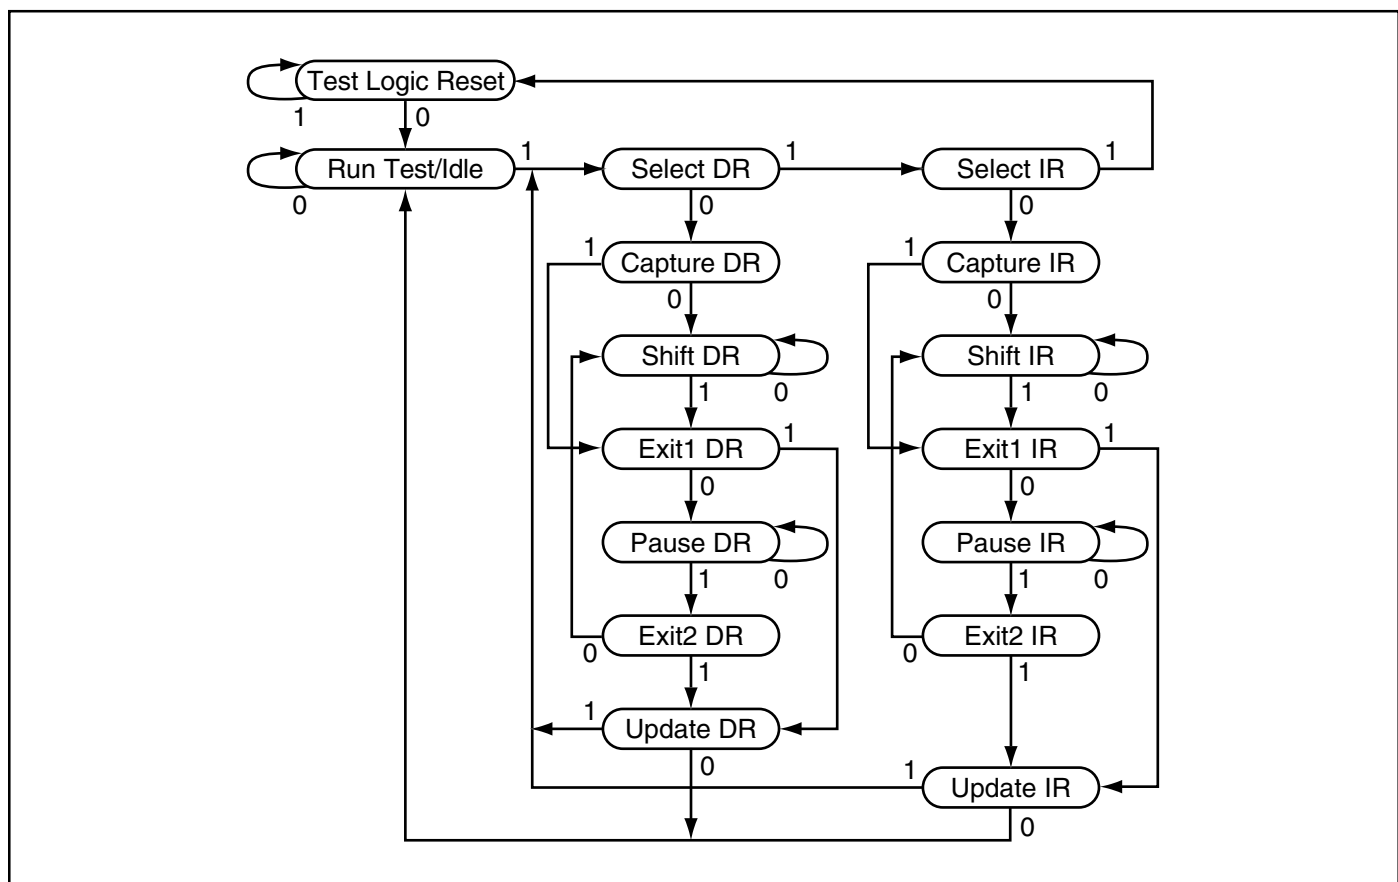 Test Logic Reset
1
0
Run Test/Idle
1
Select DR
1
Select IR
1
0
0
0
1
Capture DR
1
Capture IR
0
0
Shift DR
Shift IR
1
0
1
0
Exit1 DR
1
Exit1 IR
1
0
0
Pause DR
Pause IR
1
0
1
0
Exit2 DR
Exit2 IR
0
1
0
1
1
Update DR
0
1
Update IR
0